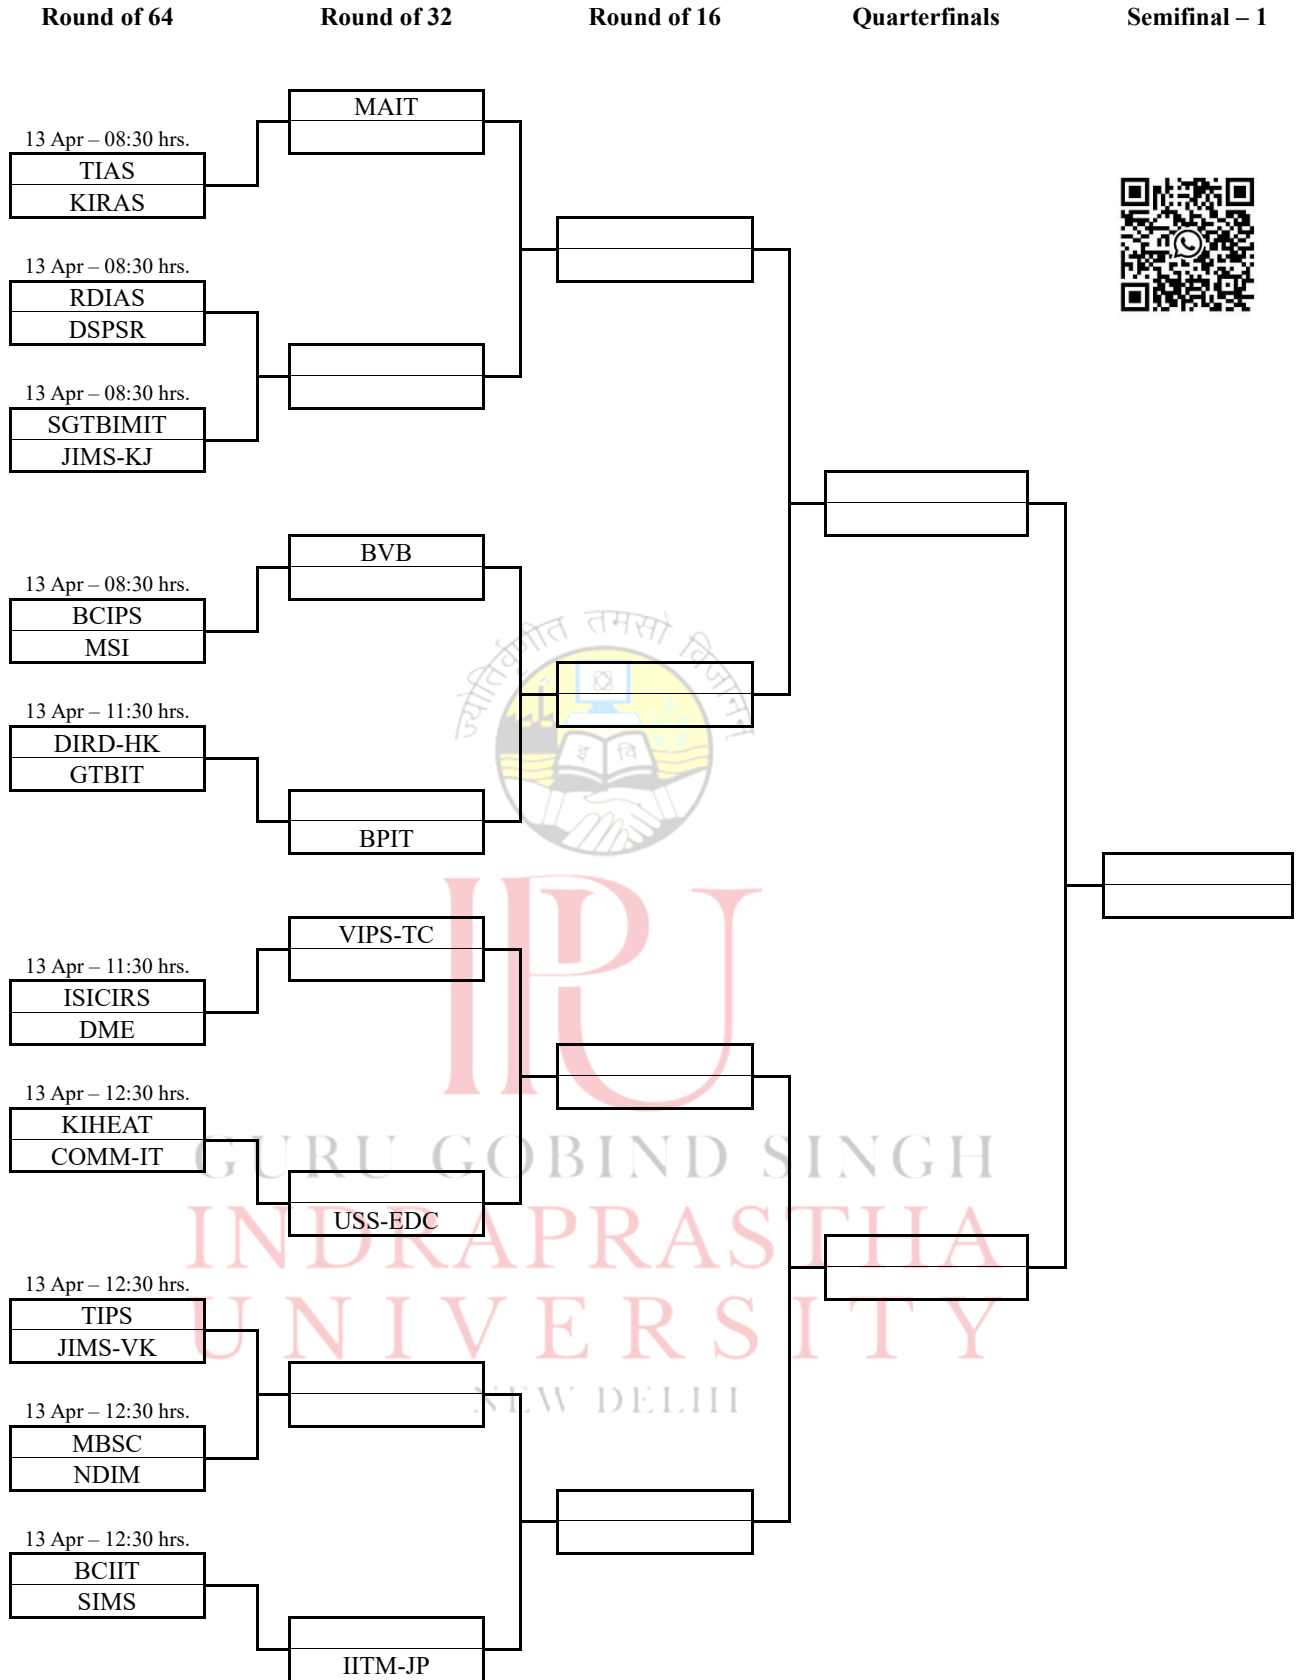 Round of 64
Round of 32
Round of 16
Quarterfinals
Semifinal – 1
MAIT
13 Apr – 08:30 hrs.
TIAS
KIRAS
13 Apr – 08:30 hrs.
RDIAS
DSPSR
13 Apr – 08:30 hrs.
SGTBIMIT
JIMS-KJ
BVB
13 Apr – 08:30 hrs.
BCIPS
MSI
ज्योतिर्वृणीत तमसो विजानन
इ वि
13 Apr – 11:30 hrs.
DIRD-HK
GTBIT
BPIT
VIPS-TC
13 Apr – 11:30 hrs.
ISICIRS
DME
IPU
13 Apr – 12:30 hrs.
KIHEAT
COMM-IT
GURU GOBIND SINGH
USS-EDC
INDRAPRASTHA
13 Apr – 12:30 hrs.
TIPS
JIMS-VK
UNIVERSITY
NEW DELHI
13 Apr – 12:30 hrs.
MBSC
NDIM
13 Apr – 12:30 hrs.
BCIIT
SIMS
IITM-JP